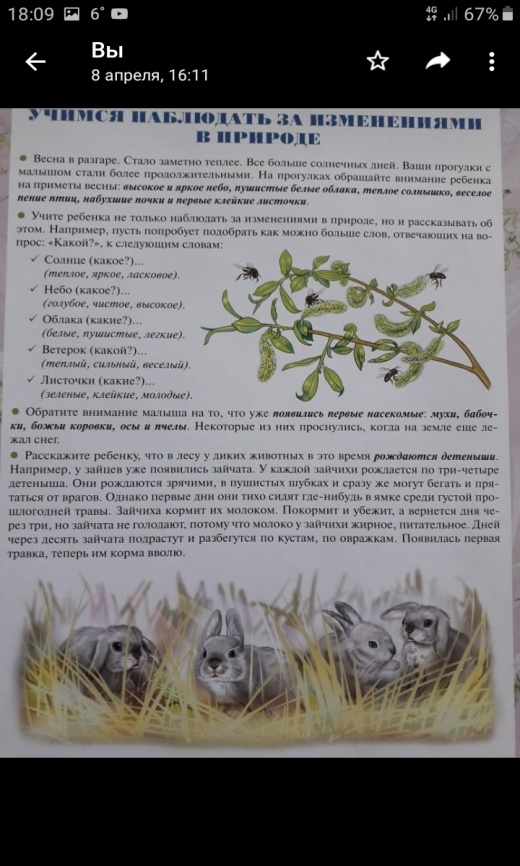 18:09 6° 4G 67%
Вы
8 апреля, 16:11
УЧИМСЯ НАБЛЮДАТЬ ЗА ИЗМЕНЕНИЯМИ
В ПРИРОДЕ
● Весна в разгаре. Стало заметно теплее. Все больше солнечных дней. Ваши прогулки с
малышом стали более продолжительными. На прогулках обращайте внимание ребенка
на приметы весны: высокое и яркое небо, пушистые белые облака, теплое солнышко, веселое
пение птиц, набухшие почки и первые клейкие листочки.
● Учите ребенка не только наблюдать за изменениями в природе, но и рассказывать об
этом. Например, пусть попробует подобрать как можно больше слов, отвечающих на во-
прос: «Какой?», к следующим словам:
✓ Солнце (какое?)...
(теплое, яркое, ласковое).
✓ Небо (какое?)...
(голубое, чистое, высокое).
✓ Облака (какие?)...
(белые, пушистые, легкие).
✓ Ветерок (какой?)...
(теплый, сильный, веселый).
✓ Листочки (какие?)...
(зеленые, клейкие, молодые).
● Обратите внимание малыша на то, что уже появились первые насекомые: мухи, бабоч-
ки, божьи коровки, осы и пчелы. Некоторые из них проснулись, когда на земле еще ле-
жал снег.
● Расскажите ребенку, что в лесу у диких животных в это время рождаются детеныши.
Например, у зайцев уже появились зайчата. У каждой зайчихи рождается по три-четыре
детеныша. Они рождаются зрячими, в пушистых шубках и сразу же могут бегать и пря-
таться от врагов. Однако первые дни они тихо сидят где-нибудь в ямке среди густой про-
шлогодней травы. Зайчиха кормит их молоком. Покормит и убежит, а вернется дня че-
рез три, но зайчата не голодают, потому что молоко у зайчихи жирное, питательное. Дней
через десять зайчата подрастут и разбегутся по кустам, по овражкам. Появилась первая
травка, теперь им корма вволю.